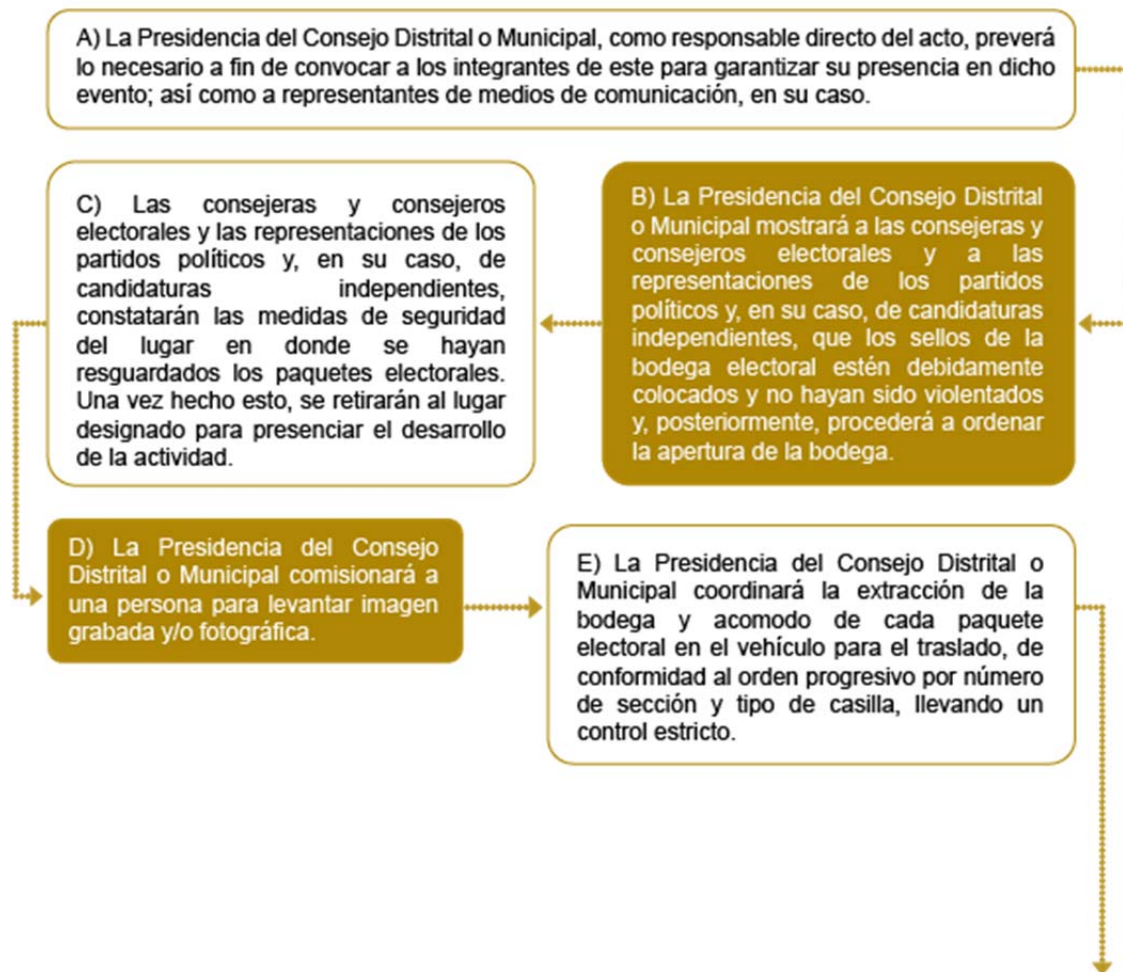 A) La Presidencia del Consejo Distrital o Municipal, como responsable directo del acto, preverá
lo necesario a fin de convocar a los integrantes de este para garantizar su presencia en dicho
evento; así como a representantes de medios de comunicación, en su caso.
B) La Presidencia del Consejo Distrital
o Municipal mostrará a las consejeras y
consejeros electorales y a las
representaciones de los partidos
políticos y, en su caso, de candidaturas
independientes, que los sellos de la
bodega electoral estén debidamente
colocados y no hayan sido violentados
y, posteriormente, procederá a ordenar
la apertura de la bodega.
C) Las consejeras y consejeros
electorales y las representaciones de los
partidos políticos y, en su caso, de
candidaturas independientes,
constatarán las medidas de seguridad
del lugar en donde se hayan
resguardados los paquetes electorales.
Una vez hecho esto, se retirarán al lugar
designado para presenciar el desarrollo
de la actividad.
D) La Presidencia del Consejo
Distrital o Municipal comisionará a
una persona para levantar imagen
grabada y/o fotográfica.
E) La Presidencia del Consejo Distrital o
Municipal coordinará la extracción de la
bodega y acomodo de cada paquete
electoral en el vehículo para el traslado, de
conformidad al orden progresivo por número
de sección y tipo de casilla, llevando un
control estricto.